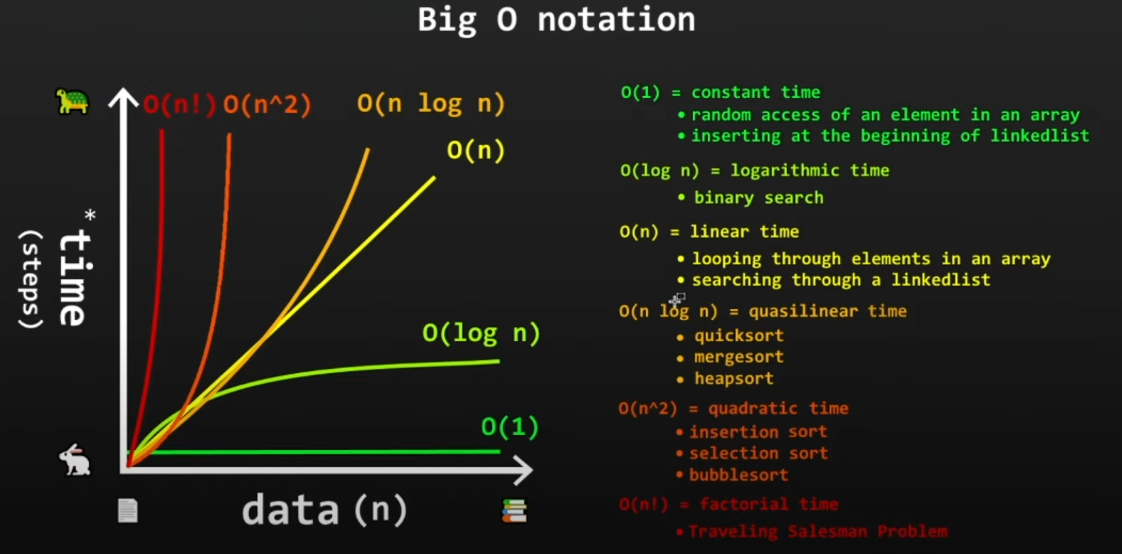 Big O notation
O(n!) O(n^2) O(n log n)
O(n)
O(log n)
O(1)
*time
(steps)
data (n)
O(1) = constant time
• random access of an element in an array
• inserting at the beginning of linkedlist
O(log n) = logarithmic time
• binary search
O(n) = linear time
• looping through elements in an array
• searching through a linkedlist
O(n log n) = quasilinear time
• quicksort
• mergesort
• heapsort
O(n^2) = quadratic time
• insertion sort
• selection sort
• bubblesort
O(n!) = factorial time
• Traveling Salesman Problem